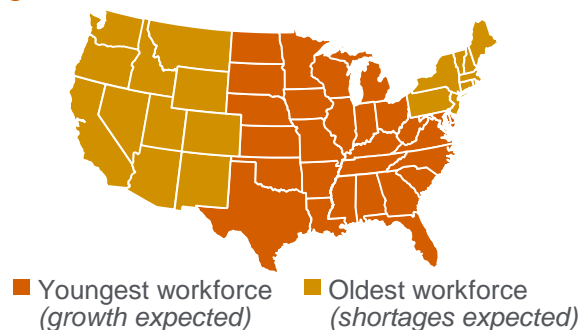 Youngest workforce
(growth expected)
Oldest workforce
(shortages expected)